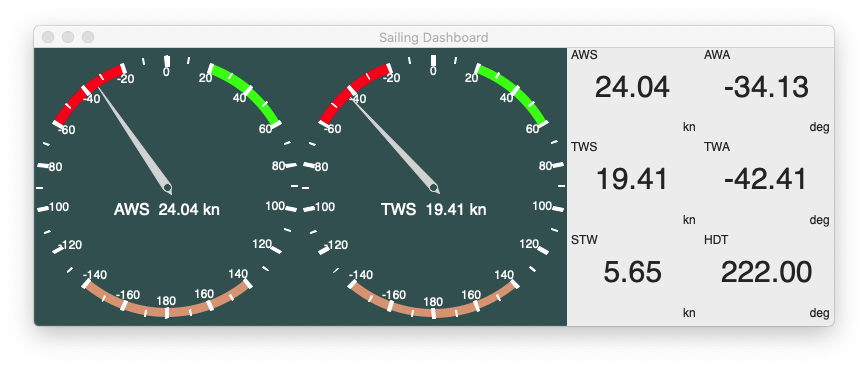 Sailing Dashboard
0
-20
20
-40
40
-60
60
-80
80
-100
100
-120
120
-140
140
-160
160
180
AWS 24.04 kn
0
-20
20
-40
40
-60
60
-80
80
-100
100
-120
120
-140
140
-160
160
180
TWS 19.41 kn
AWS
24.04
kn
AWA
-34.13
deg
TWS
19.41
kn
TWA
-42.41
deg
STW
5.65
kn
HDT
222.00
deg